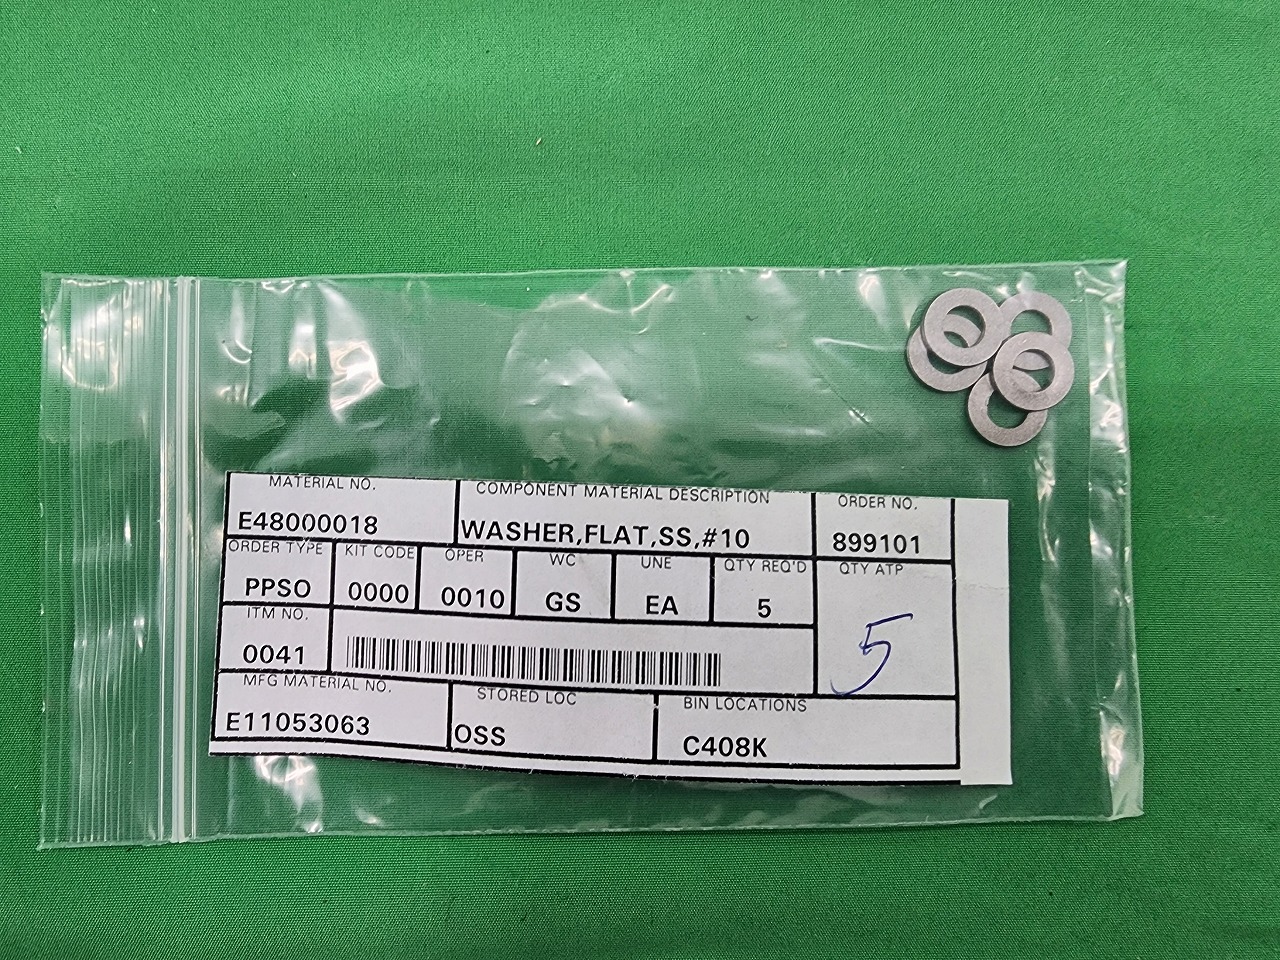 MATERIAL NO. COMPONENT MATERIAL DESCRIPTION ORDER NO.
E48000018 WASHER,FLAT,SS,#10 899101
ORDER TYPE KIT CODE OPER WC UNE QTY REQ'D QTY ATP
PPSO 0000 0010 GS EA 5 5
ITM NO.
0041
MFG MATERIAL NO. STORED LOC BIN LOCATIONS
E11053063 OSS C408K